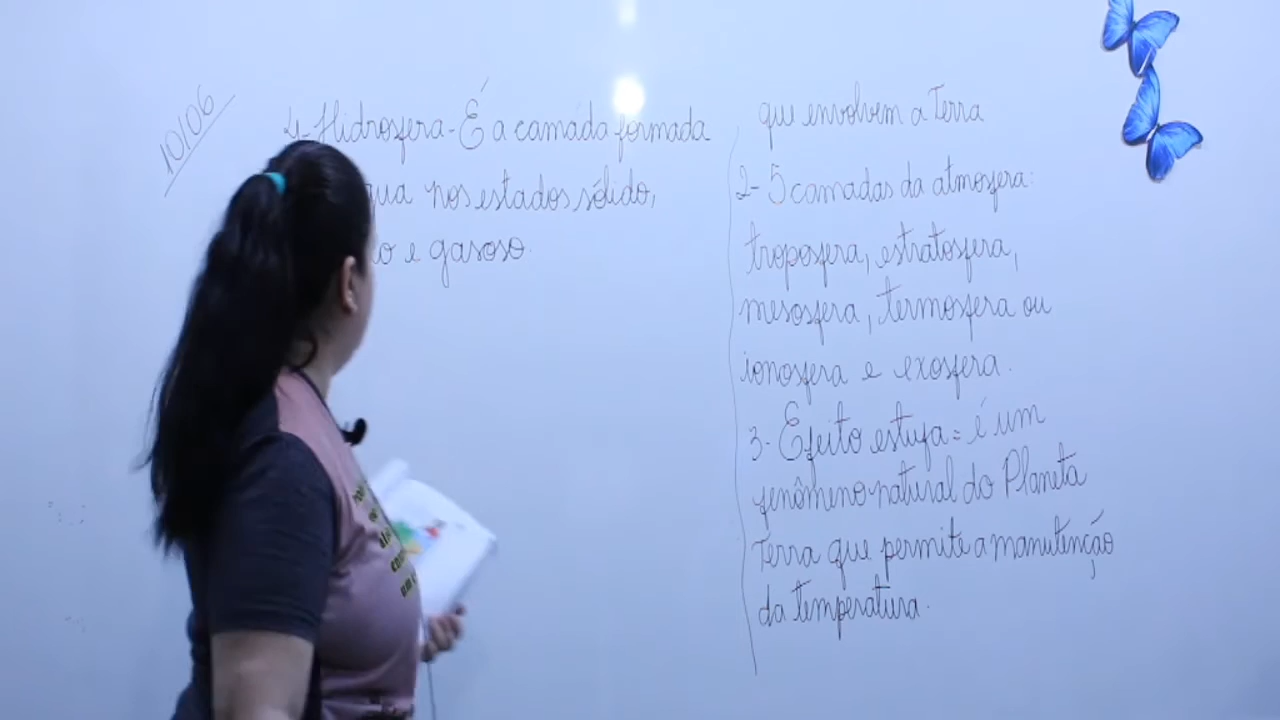 10/06
4-Hidrosfera-É a camada formada
nos estados sólido,
e gasoso.
que envolvem a Terra
2- 5 camadas da atmosfera:
troposfera, estratosfera,
mesosfera, termosfera ou
ionosfera e exosfera.
3- Efeito estufa= é um
fenômeno natural do Planeta
Terra que permite a manutenção
da temperatura.